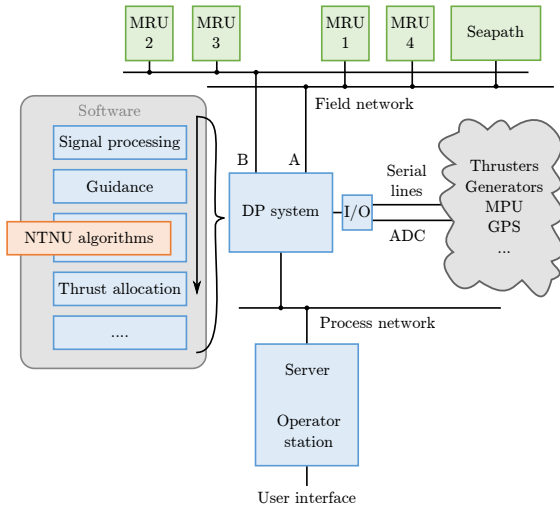 MRU
2
MRU
3
MRU
1
MRU
4
Seapath
Field network
Software
Signal processing
Guidance
NTNU algorithms
Thrust allocation
....
B
A
DP system
I/O
Serial
lines
ADC
Thrusters
Generators
MPU
GPS
...
Process network
Server
Operator
station
User interface